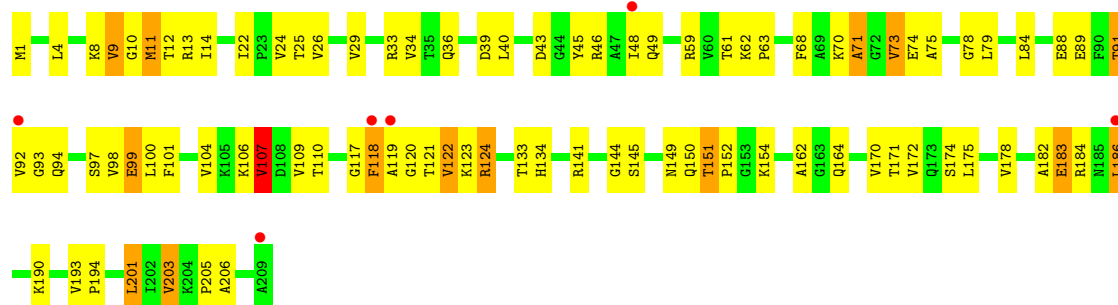 M1 L4 K8 V9 G10 M11 T12 R13 I14 I22 P23 V24 T25 V26 V29 R33 V34 T35 Q36 D39 L40 D43 G44 Y45 R46 A47 I48 Q49 R59 V60 T61 K62 P63 F68 A69 K70 A71 G72 V73 E74 A75 G78 L79 L84 E88 E89 F90 T91
V92 G93 Q94 S97 V98 E99 L100 F101 V104 K105 K106 V107 D108 V109 T110 G117 F118 A119 G120 T121 V122 K123 R124 T133 H134 R141 G144 S145 N149 Q150 T151 P152 G153 K154 A162 G163 Q164 V170 T171 V172 Q173 S174 L175 V178 A182 E183 R184 N185 L186
K190 V193 P194 L201 I202 V203 K204 P205 A206 A209